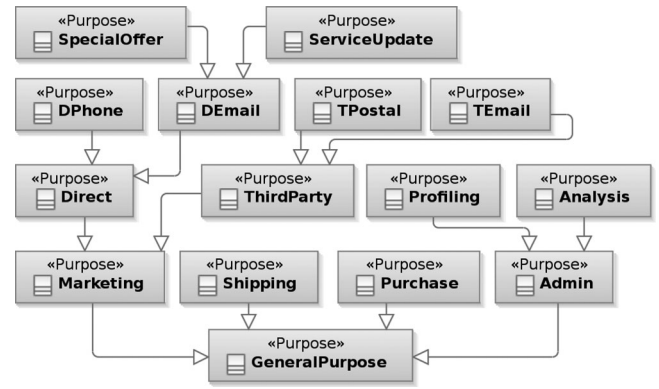 «Purpose»
SpecialOffer
«Purpose»
ServiceUpdate
«Purpose»
DPhone
«Purpose»
DEmail
«Purpose»
TPostal
«Purpose»
TEmail
«Purpose»
Direct
«Purpose»
ThirdParty
«Purpose»
Profiling
«Purpose»
Analysis
«Purpose»
Marketing
«Purpose»
Shipping
«Purpose»
Purchase
«Purpose»
Admin
«Purpose»
GeneralPurpose